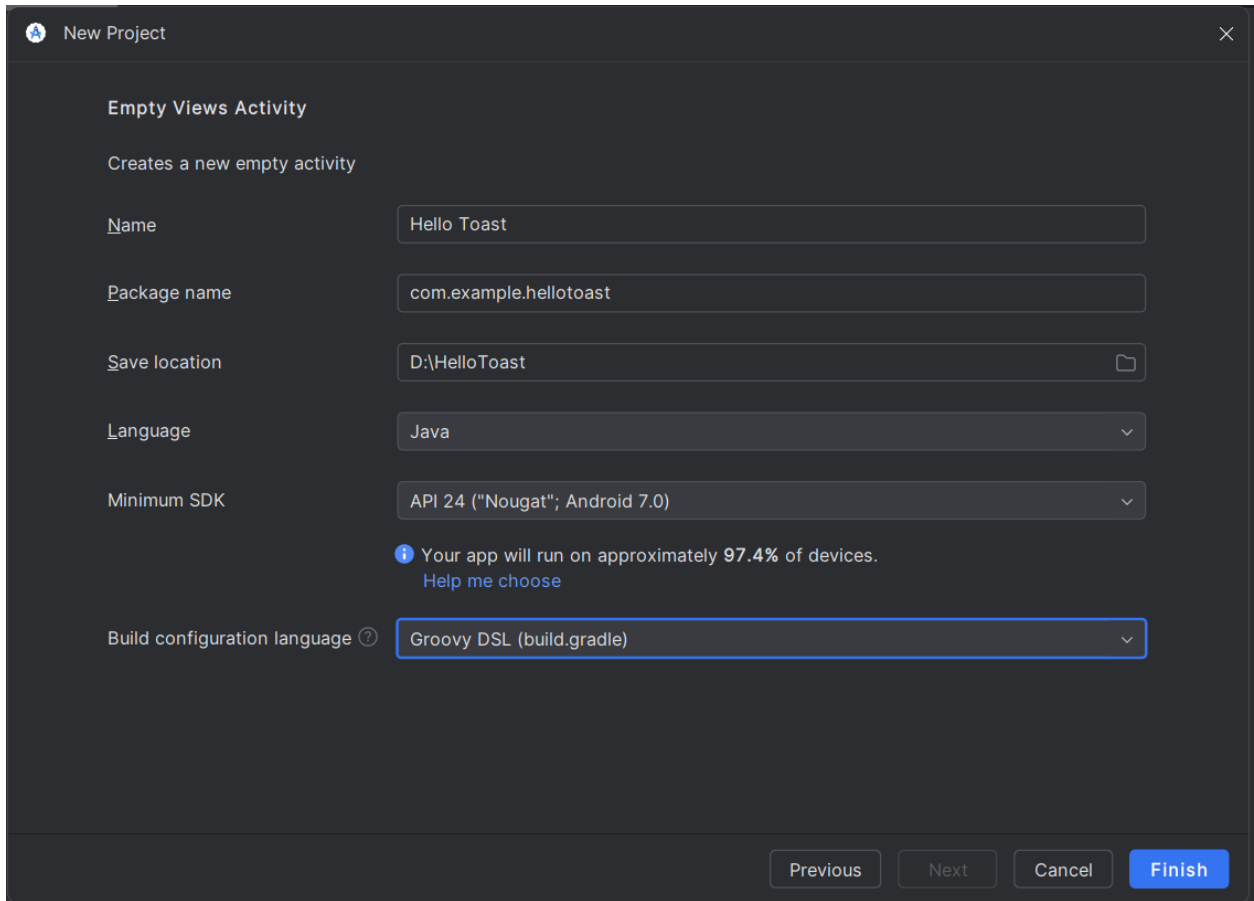 New Project
Empty Views Activity
Creates a new empty activity
Name
Hello Toast
Package name
com.example.hellotoast
Save location
D:\HelloToast
Language
Java
Minimum SDK
API 24 ("Nougat"; Android 7.0)
Your app will run on approximately 97.4% of devices.
Help me choose
Build configuration language
Groovy DSL (build.gradle)
Previous
Next
Cancel
Finish